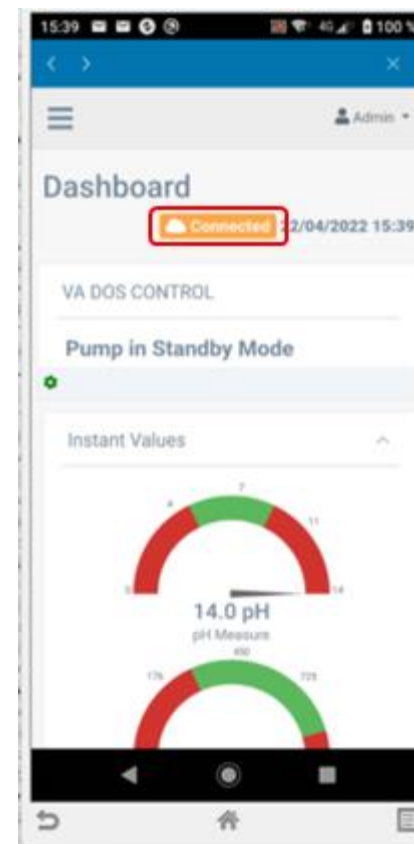 15:39 4G 100 %
Admin
Dashboard
Connected 22/04/2022 15:39
VA DOS CONTROL
Pump in Standby Mode
Instant Values
7
4 11
0 14
14.0 pH
pH Measure
450
176 725